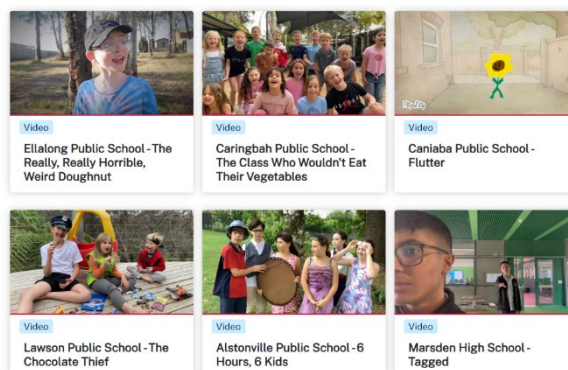 Video
Ellalong Public School - The
Really, Really Horrible,
Weird Doughnut
Video
Caringbah Public School -
The Class Who Wouldn't Eat
Their Vegetables
Video
Caniaba Public School -
Flutter
Video
Lawson Public School - The
Chocolate Thief
Video
Alstonville Public School - 6
Hours, 6 Kids
Video
Marsden High School -
Tagged